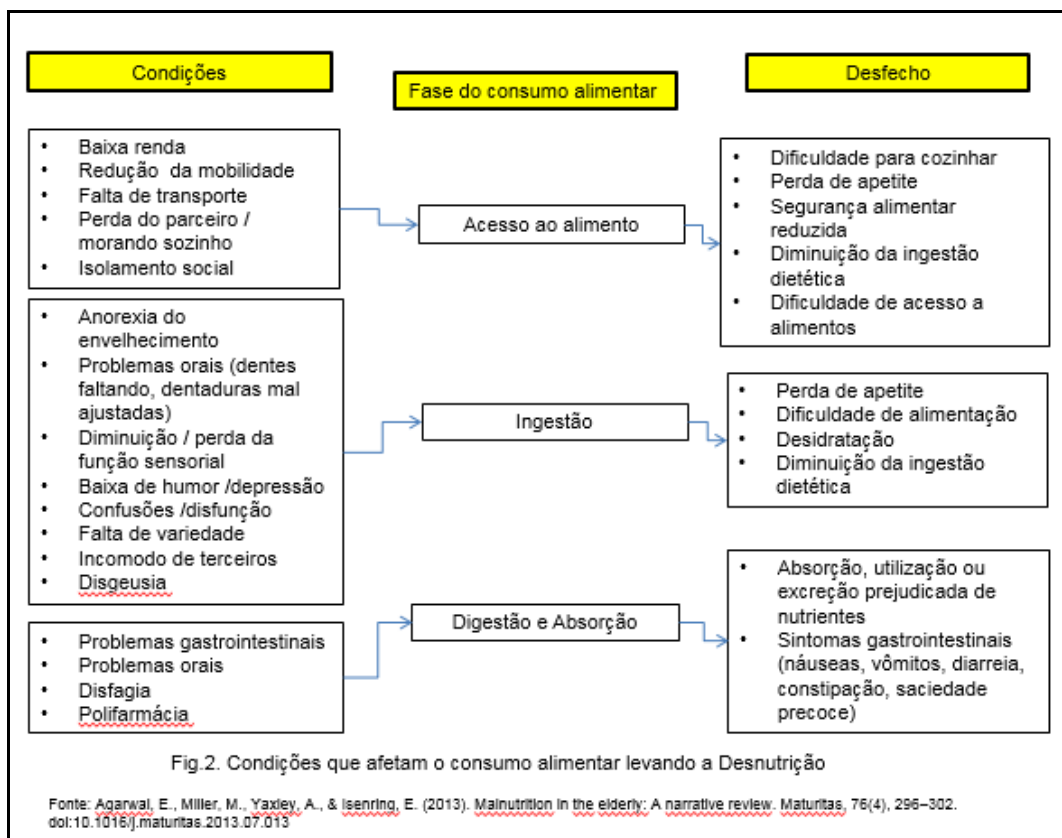 Condições
Fase do consumo alimentar
Desfecho
• Baixa renda
• Redução da mobilidade
• Falta de transporte
• Perda do parceiro /
morando sozinho
• Isolamento social
Acesso ao alimento
• Dificuldade para cozinhar
• Perda de apetite
• Segurança alimentar
reduzida
• Diminuição da ingestão
dietética
• Dificuldade de acesso a
alimentos
• Anorexia do
envelhecimento
• Problemas orais (dentes
faltando, dentaduras mal
ajustadas)
• Diminuição / perda da
função sensorial
• Baixa de humor /depressão
• Confusões /disfunção
• Falta de variedade
• Incomodo de terceiros
• Disgeusia
Ingestão
• Perda de apetite
• Dificuldade de alimentação
• Desidratação
• Diminuição da ingestão
dietética
• Problemas gastrointestinais
• Problemas orais
• Disfagia
• Polifarmácia
Digestão e Absorção
• Absorção, utilização ou
excreção prejudicada de
nutrientes
• Sintomas gastrointestinais
(náuseas, vômitos, diarreia,
constipação, saciedade
precoce)
Fig.2. Condições que afetam o consumo alimentar levando a Desnutrição
Fonte: Agarwal, E., Miller, M., Yaxley, A., & Isenring, E. (2013). Malnutrition in the elderly: A narrative review. Maturitas, 76(4), 296–302.
doi:10.1016/j.maturitas.2013.07.013